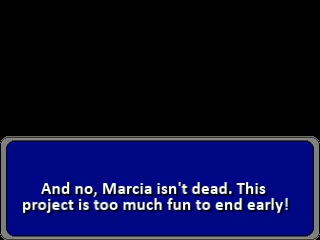 And no, Marcia isn't dead. This
project is too much fun to end early!